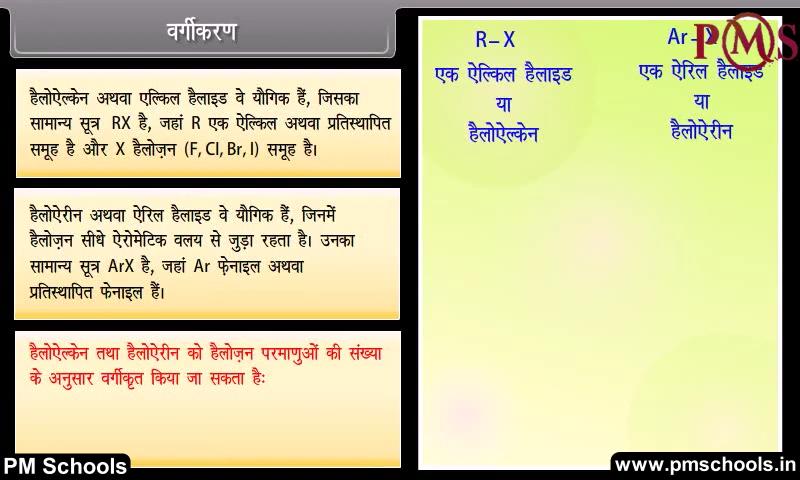 वर्गीकरण
हैलोऐल्केन अथवा एल्किल हैलाइड वे यौगिक हैं, जिसका
सामान्य सूत्र RX है, जहां R एक ऐल्किल अथवा प्रतिस्थापित
समूह है और X हैलोज़न (F, Cl, Br, I) समूह है।
हैलोऐरीन अथवा ऐरिल हैलाइड वे यौगिक हैं, जिनमें
हैलोज़न सीधे ऐरोमेटिक वलय से जुड़ा रहता है। उनका
सामान्य सूत्र ArX है, जहां Ar फ़ेनाइल अथवा
प्रतिस्थापित फेनाइल हैं।
हैलोऐल्केन तथा हैलोऐरीन को हैलोज़न परमाणुओं की संख्या
के अनुसार वर्गीकृत किया जा सकता है:
R–X
एक ऐल्किल हैलाइड
या
हैलोऐल्केन
Ar–X
एक ऐरिल हैलाइड
या
हैलोऐरीन
PMS
PM Schools
www.pmschools.in